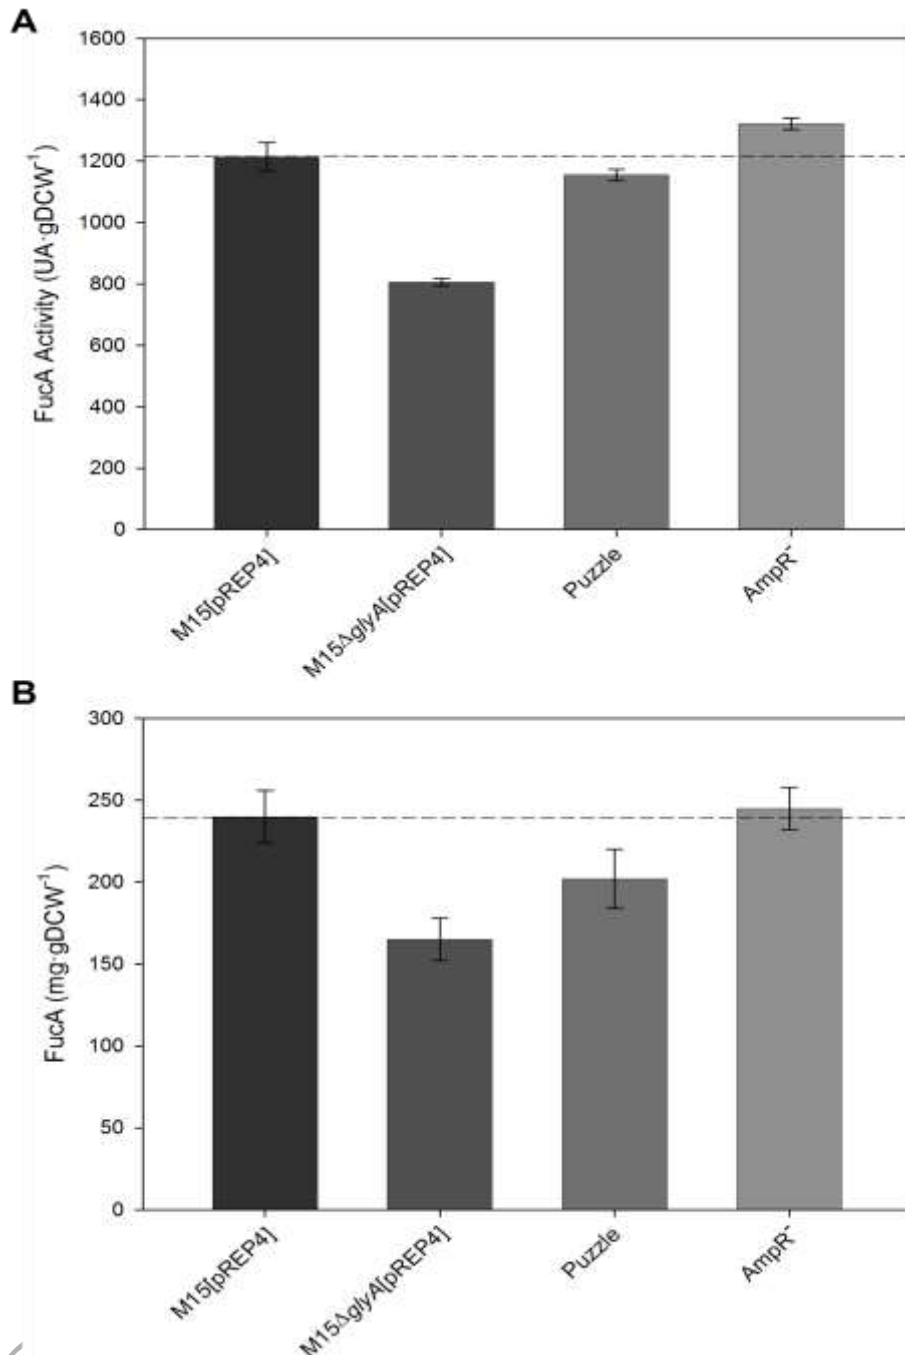 A
1600
1400
1200
1000
800
600
400
200
0
FucA Activity (UA·gDCW⁻¹)
M15[pREP4]
M15ΔglyA[pREP4]
Puzzle
AmpR⁻
B
300
250
200
150
100
50
0
FucA (mg·gDCW⁻¹)
M15[pREP4]
M15ΔglyA[pREP4]
Puzzle
AmpR⁻